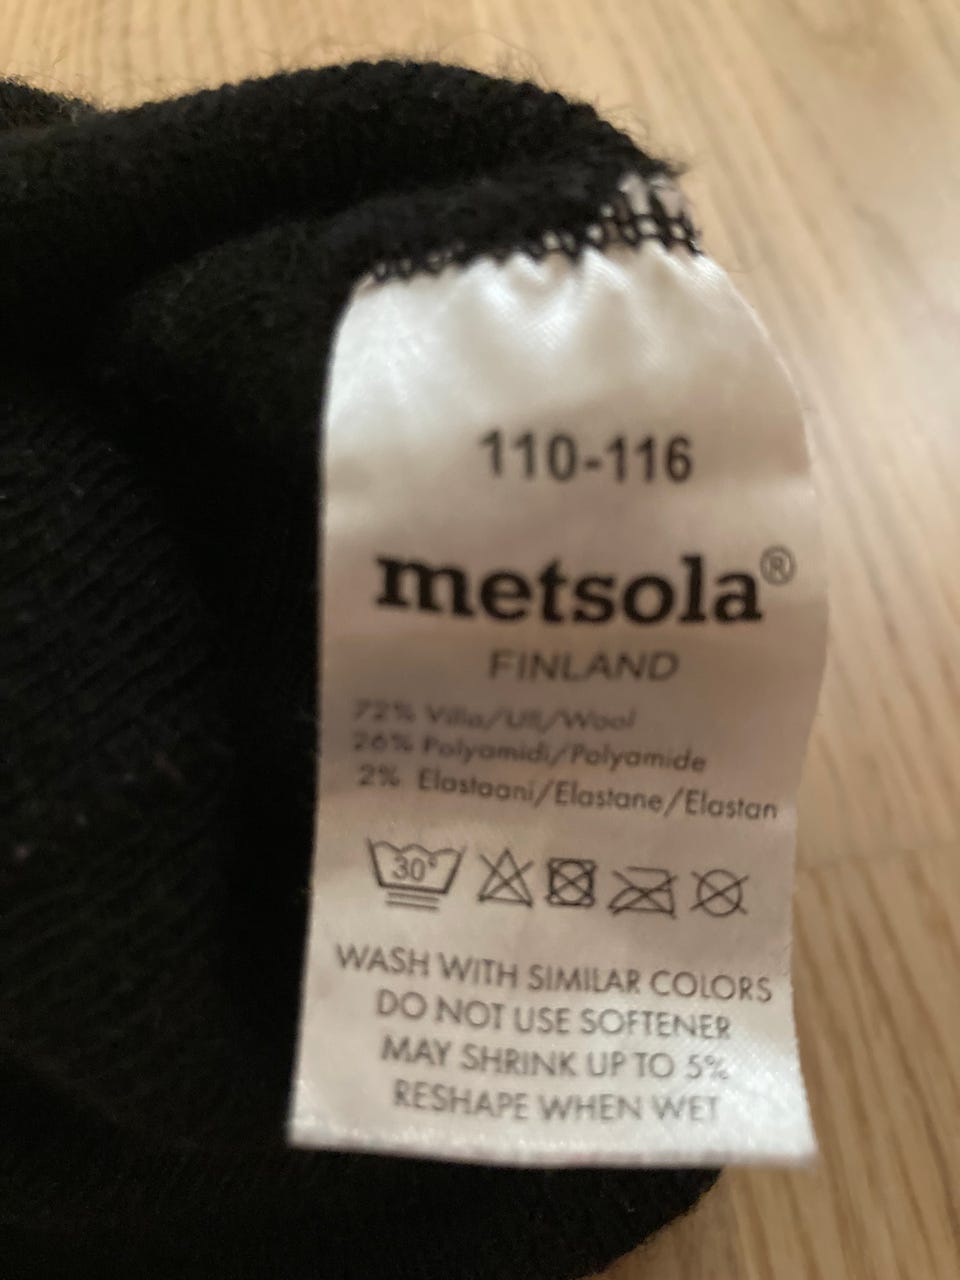 110-116
metsola®
FINLAND
72% Villa/Ull/Wool
26% Polyamidi/Polyamide
2% Elastaani/Elastane/Elastan
30°
WASH WITH SIMILAR COLORS
DO NOT USE SOFTENER
MAY SHRINK UP TO 5%
RESHAPE WHEN WET